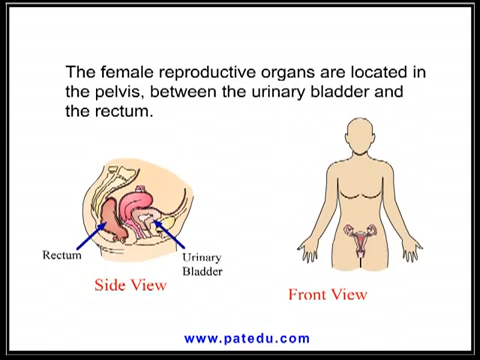 The female reproductive organs are located in
the pelvis, between the urinary bladder and
the rectum.
Rectum
Urinary
Bladder
Side View
Front View
www.patedu.com